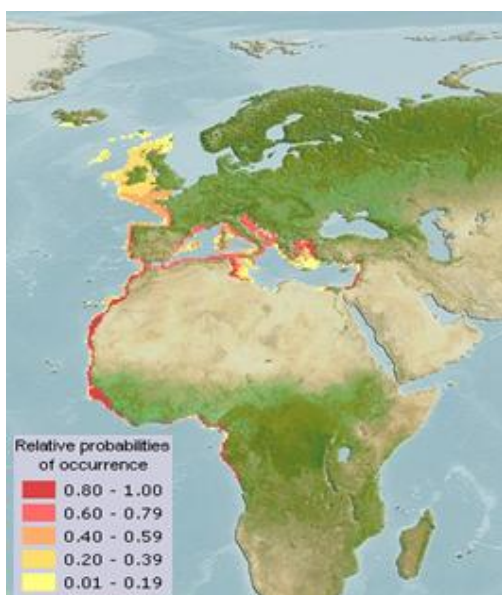 Relative probabilities
of occurrence
0.80 - 1.00
0.60 - 0.79
0.40 - 0.59
0.20 - 0.39
0.01 - 0.19